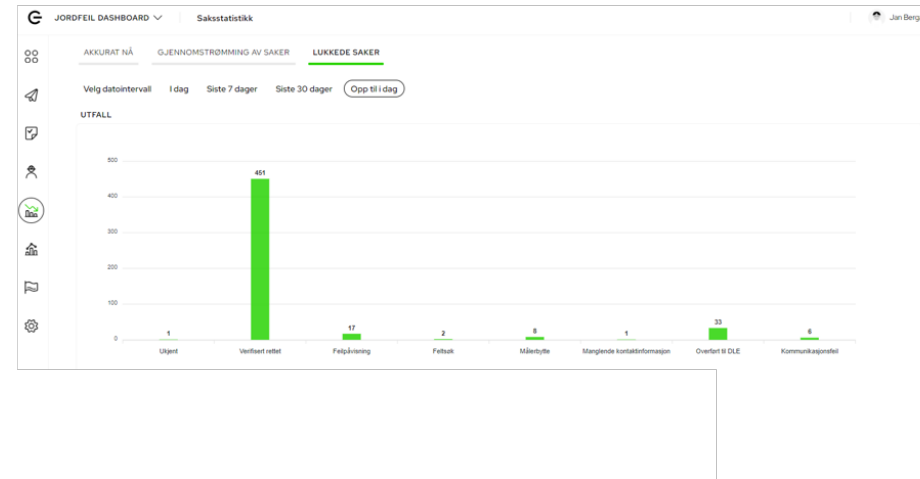 JORDFEIL DASHBOARD Saksstatistikk Jan Berg
AKKURAT NÅ GJENNOMSTRØMMING AV SAKER LUKKEDE SAKER
Velg datointervall I dag Siste 7 dager Siste 30 dager Opp til i dag
UTFALL
500
451
400
300
200
100
0
1
17
2
8
1
33
6
Ukjent Verifisert rettet Feilpåvisning Feltsøk Målerbytte Manglende kontaktinformasjon Overført til DLE Kommunikasjonsfeil